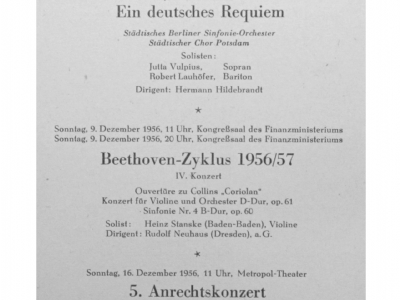 Ein deutsches Requiem
Städtisches Berliner Sinfonie-Orchester
Städtischer Chor Potsdam
Solisten:
Jutta Vulpius, Sopran
Robert Lauhöfer, Bariton
Dirigent: Hermann Hildebrandt
*
Sonntag, 9. Dezember 1956, 11 Uhr, Kongreßsaal des Finanzministeriums
Sonntag, 9. Dezember 1956, 20 Uhr, Kongreßsaal des Finanzministeriums
Beethoven-Zyklus 1956/57
IV. Konzert
Ouvertüre zu Collins „Coriolan“
Konzert für Violine und Orchester D-Dur, op. 61
Sinfonie Nr. 4 B-Dur, op. 60
Solist: Heinz Stanske (Baden-Baden), Violine
Dirigent: Rudolf Neuhaus (Dresden), a. G.
*
Sonntag, 16. Dezember 1956, 11 Uhr, Metropol-Theater
5. Anrechtskonzert